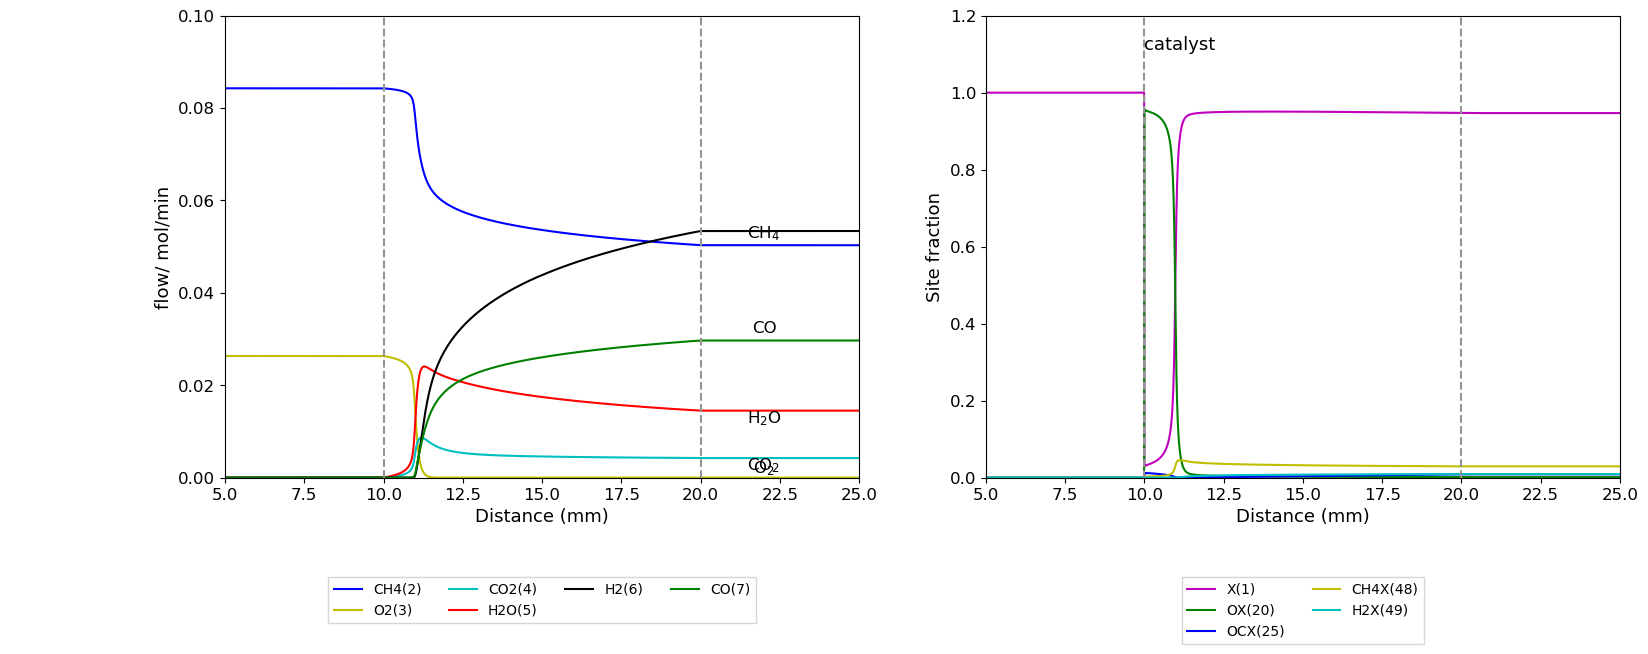 0.10
0.08
0.06
0.04
0.02
0.00
flow/ mol/min
CH₄
CO
H₂O
CO₂
O₂
5.0 7.5 10.0 12.5 15.0 17.5 20.0 22.5 25.0
Distance (mm)
CH4(2) CO2(4) H2(6) CO(7)
O2(3) H2O(5)
1.2
1.0
0.8
0.6
0.4
0.2
0.0
Site fraction
catalyst
5.0 7.5 10.0 12.5 15.0 17.5 20.0 22.5 25.0
Distance (mm)
X(1) CH4X(48)
OX(20) H2X(49)
OCX(25)